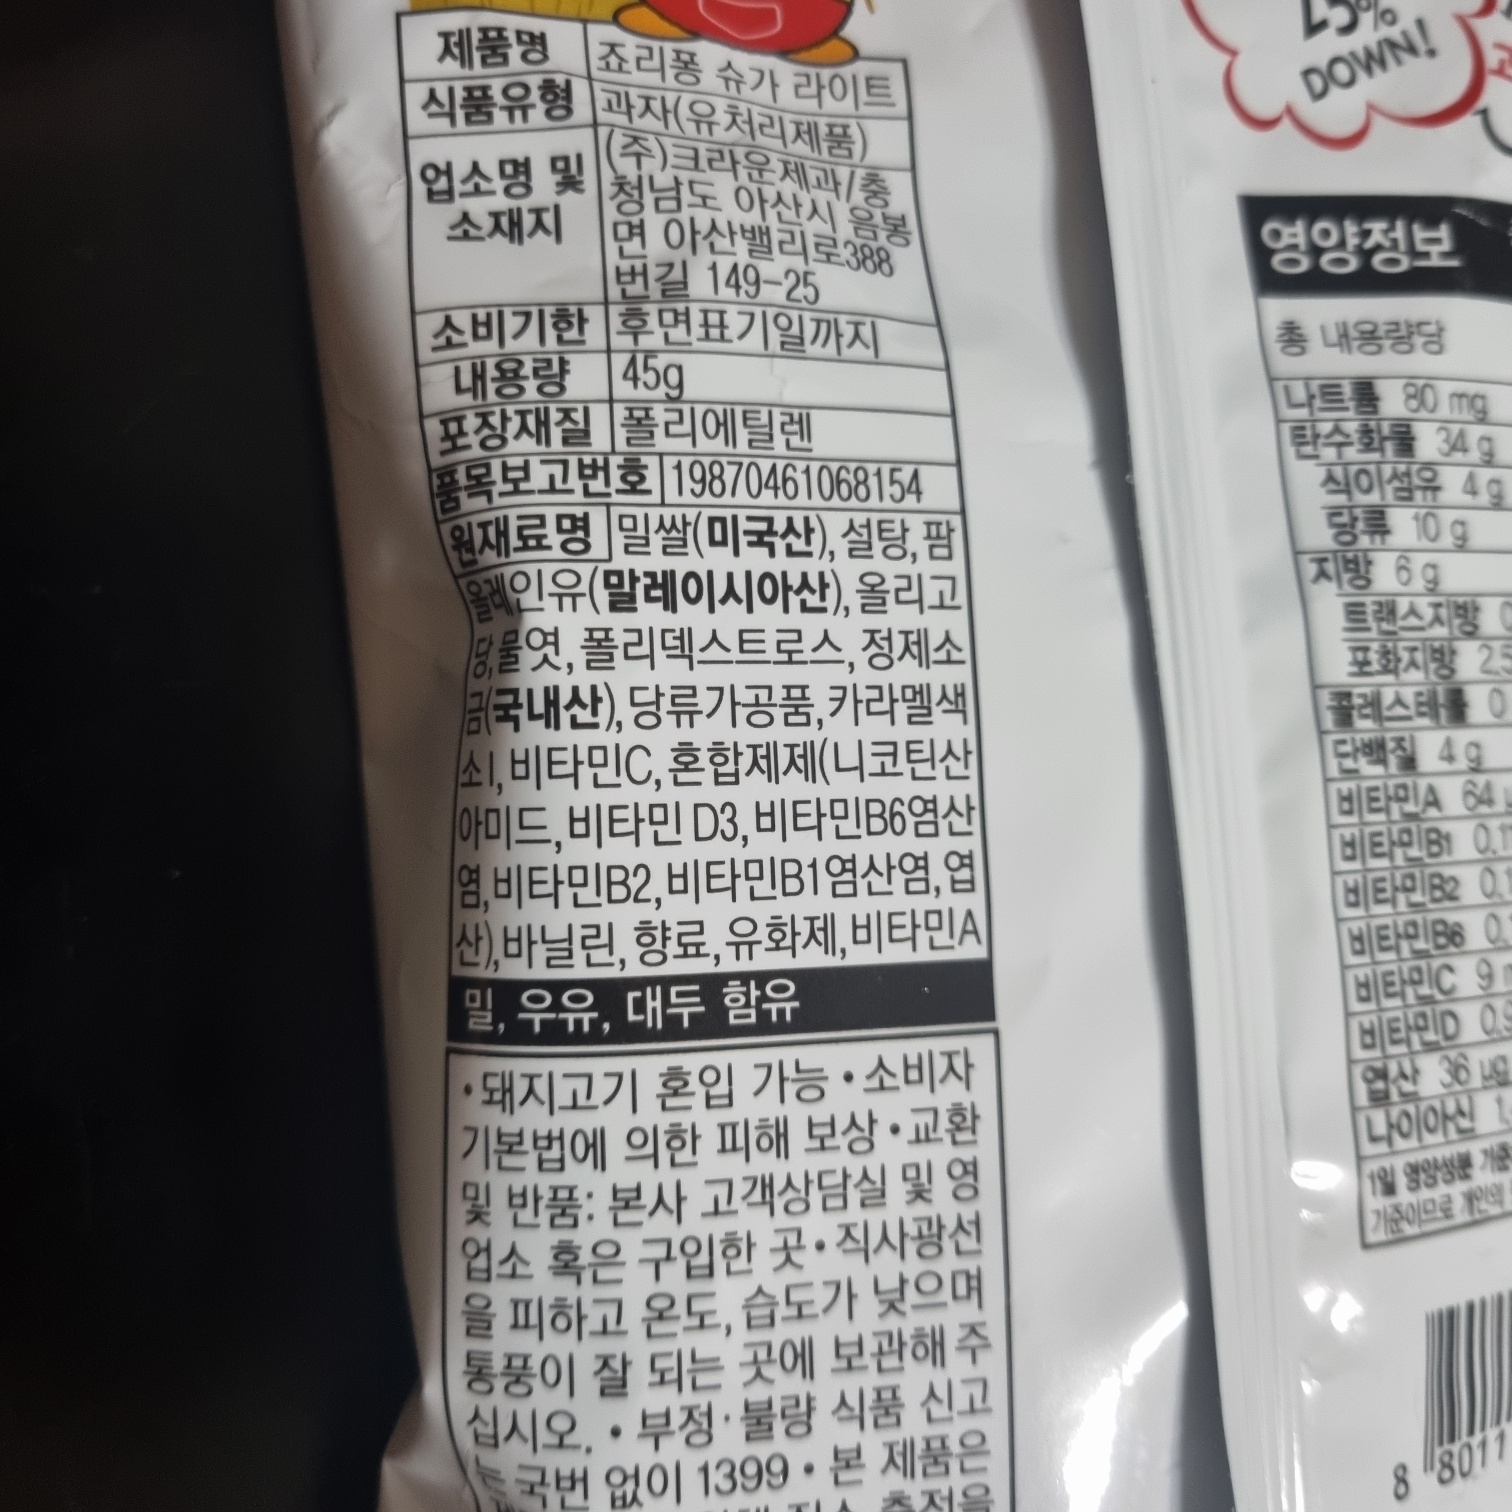 제품명 죠리퐁 슈가 라이트
식품유형 과자(유처리제품)
업소명 및 소재지 (주)크라운제과/충
청남도 아산시 음봉
면 아산밸리로388
번길 149-25
소비기한 후면표기일까지
내용량 45g
포장재질 폴리에틸렌
품목보고번호 19870461068154
원재료명 밀쌀(미국산), 설탕, 팜
올레인유(말레이시아산), 올리고
당, 물엿, 폴리덱스트로스, 정제소
금(국내산), 당류가공품, 카라멜색
소I, 비타민C, 혼합제제(니코틴산
아미드, 비타민 D3, 비타민B6염산
염, 비타민B2, 비타민B1염산염, 엽
산), 바닐린, 향료, 유화제, 비타민A
밀, 우유, 대두 함유
•돼지고기 혼입 가능 •소비자
기본법에 의한 피해 보상 •교환
및 반품: 본사 고객상담실 및 영
업소 혹은 구입한 곳 •직사광선
을 피하고 온도, 습도가 낮으며
통풍이 잘 되는 곳에 보관해 주
십시오. •부정·불량 식품 신고
는 국번 없이 1399 •본 제품은
25%
DOWN!
영양정보
총 내용량당
나트륨 80 mg
탄수화물 34 g
식이섬유 4 g
당류 10 g
지방 6 g
트랜스지방
포화지방 2.5
콜레스테롤
단백질 4 g
비타민A 64
비타민B1
비타민B2
비타민B6
비타민C 9
비타민D
엽산 36 μg
나이아신
1일 영양성분
기준이므로 개인의
8 8011